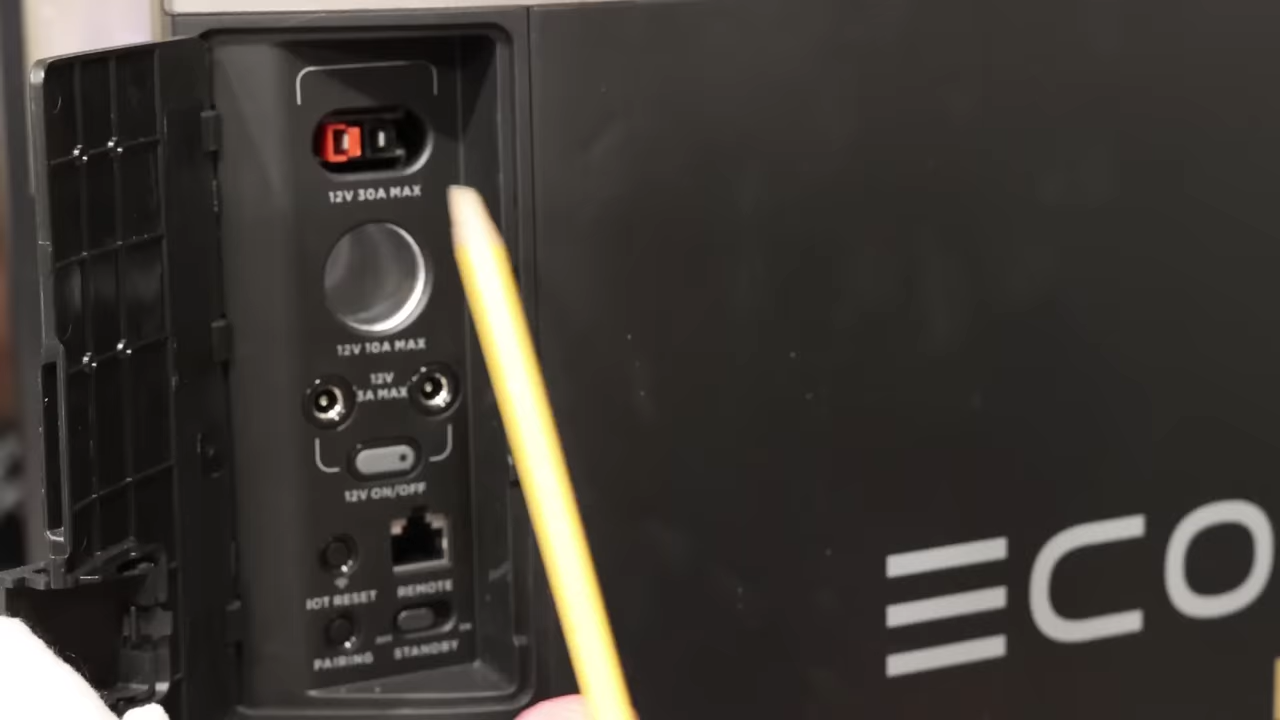 12V 30A MAX
12V 10A MAX
12V
3A MAX
12V ON/OFF
IOT RESET
REMOTE
PAIRING
STANDBY
ECO